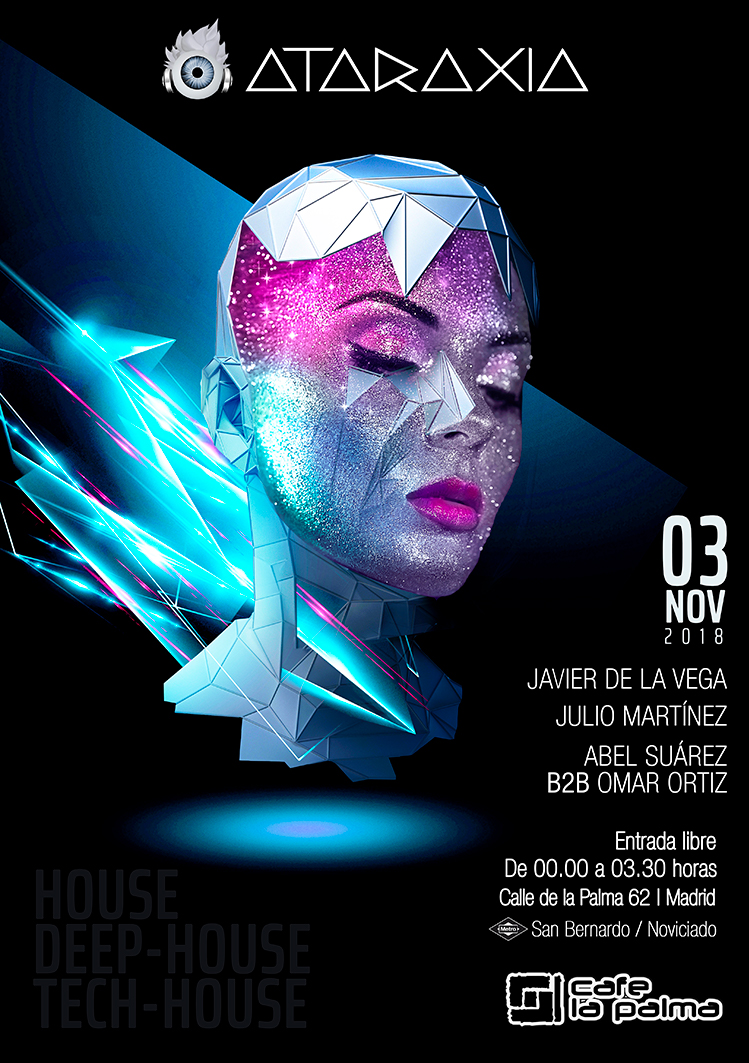 ATARAXIA
03
NOV
2018
JAVIER DE LA VEGA
JULIO MARTÍNEZ
ABEL SUÁREZ
B2B OMAR ORTIZ
Entrada libre
De 00.00 a 03.30 horas
Calle de la Palma 62 | Madrid
Metro San Bernardo / Noviciado
HOUSE
DEEP-HOUSE
TECH-HOUSE
cafe
la palma